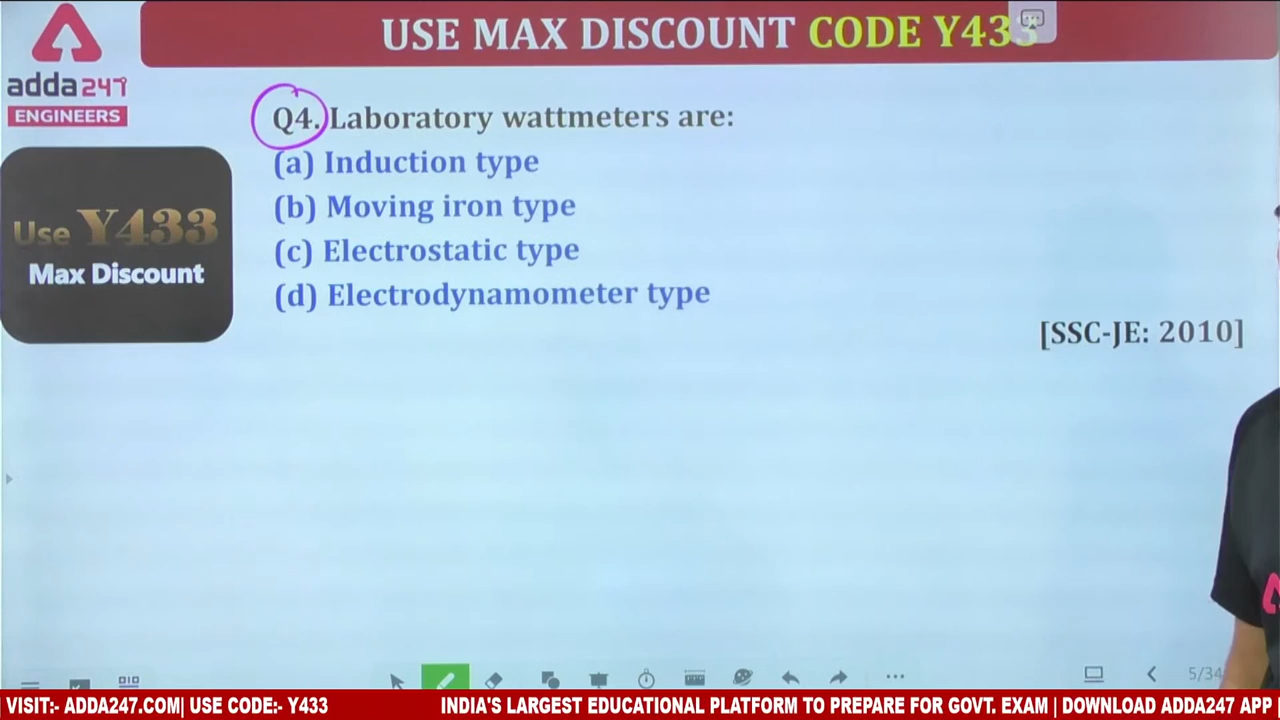 USE MAX DISCOUNT CODE Y433
adda247
ENGINEERS
Q4. Laboratory wattmeters are:
(a) Induction type
(b) Moving iron type
(c) Electrostatic type
(d) Electrodynamometer type
[SSC-JE: 2010]
Use Y433
Max Discount
5/34
VISIT:- ADDA247.COM| USE CODE:- Y433
INDIA'S LARGEST EDUCATIONAL PLATFORM TO PREPARE FOR GOVT. EXAM | DOWNLOAD ADDA247 APP